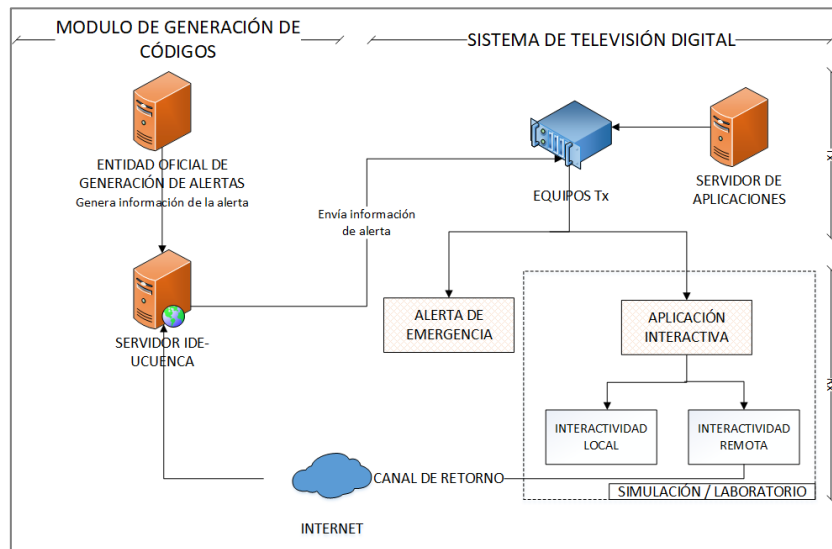 MODULO DE GENERACIÓN DE
CÓDIGOS
SISTEMA DE TELEVISIÓN DIGITAL
ENTIDAD OFICIAL DE
GENERACIÓN DE ALERTAS
Genera información de la alerta
EQUIPOS Tx
SERVIDOR DE
APLICACIONES
Tx
Envía información
de alerta
SERVIDOR IDE-
UCUENCA
ALERTA DE
EMERGENCIA
APLICACIÓN
INTERACTIVA
Rx
INTERACTIVIDAD
LOCAL
INTERACTIVIDAD
REMOTA
CANAL DE RETORNO
SIMULACIÓN / LABORATORIO
INTERNET